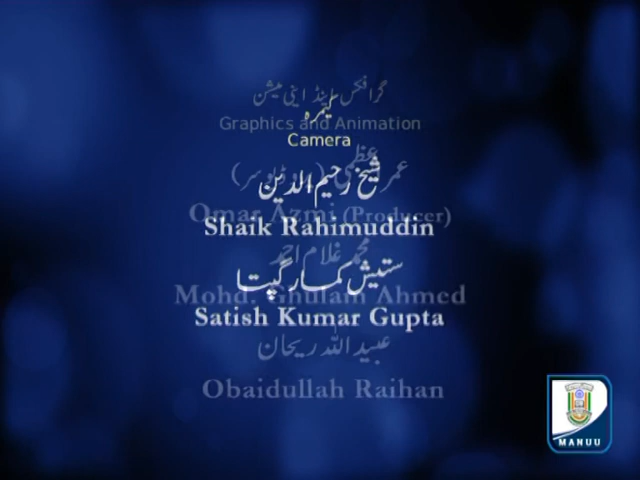 گرافکس اینڈ اینی میشن
کیمرہ
Graphics and Animation
Camera
عمر عظمی (پروڈیوسر)
شیخ رحیم الدین
Omar Azmi (Producer)
Shaik Rahimuddin
محمد غلام احمد
ستیش کمار گپتا
Mohd. Ghulam Ahmed
Satish Kumar Gupta
عبید اللہ ریحان
Obaidullah Raihan
MANUU